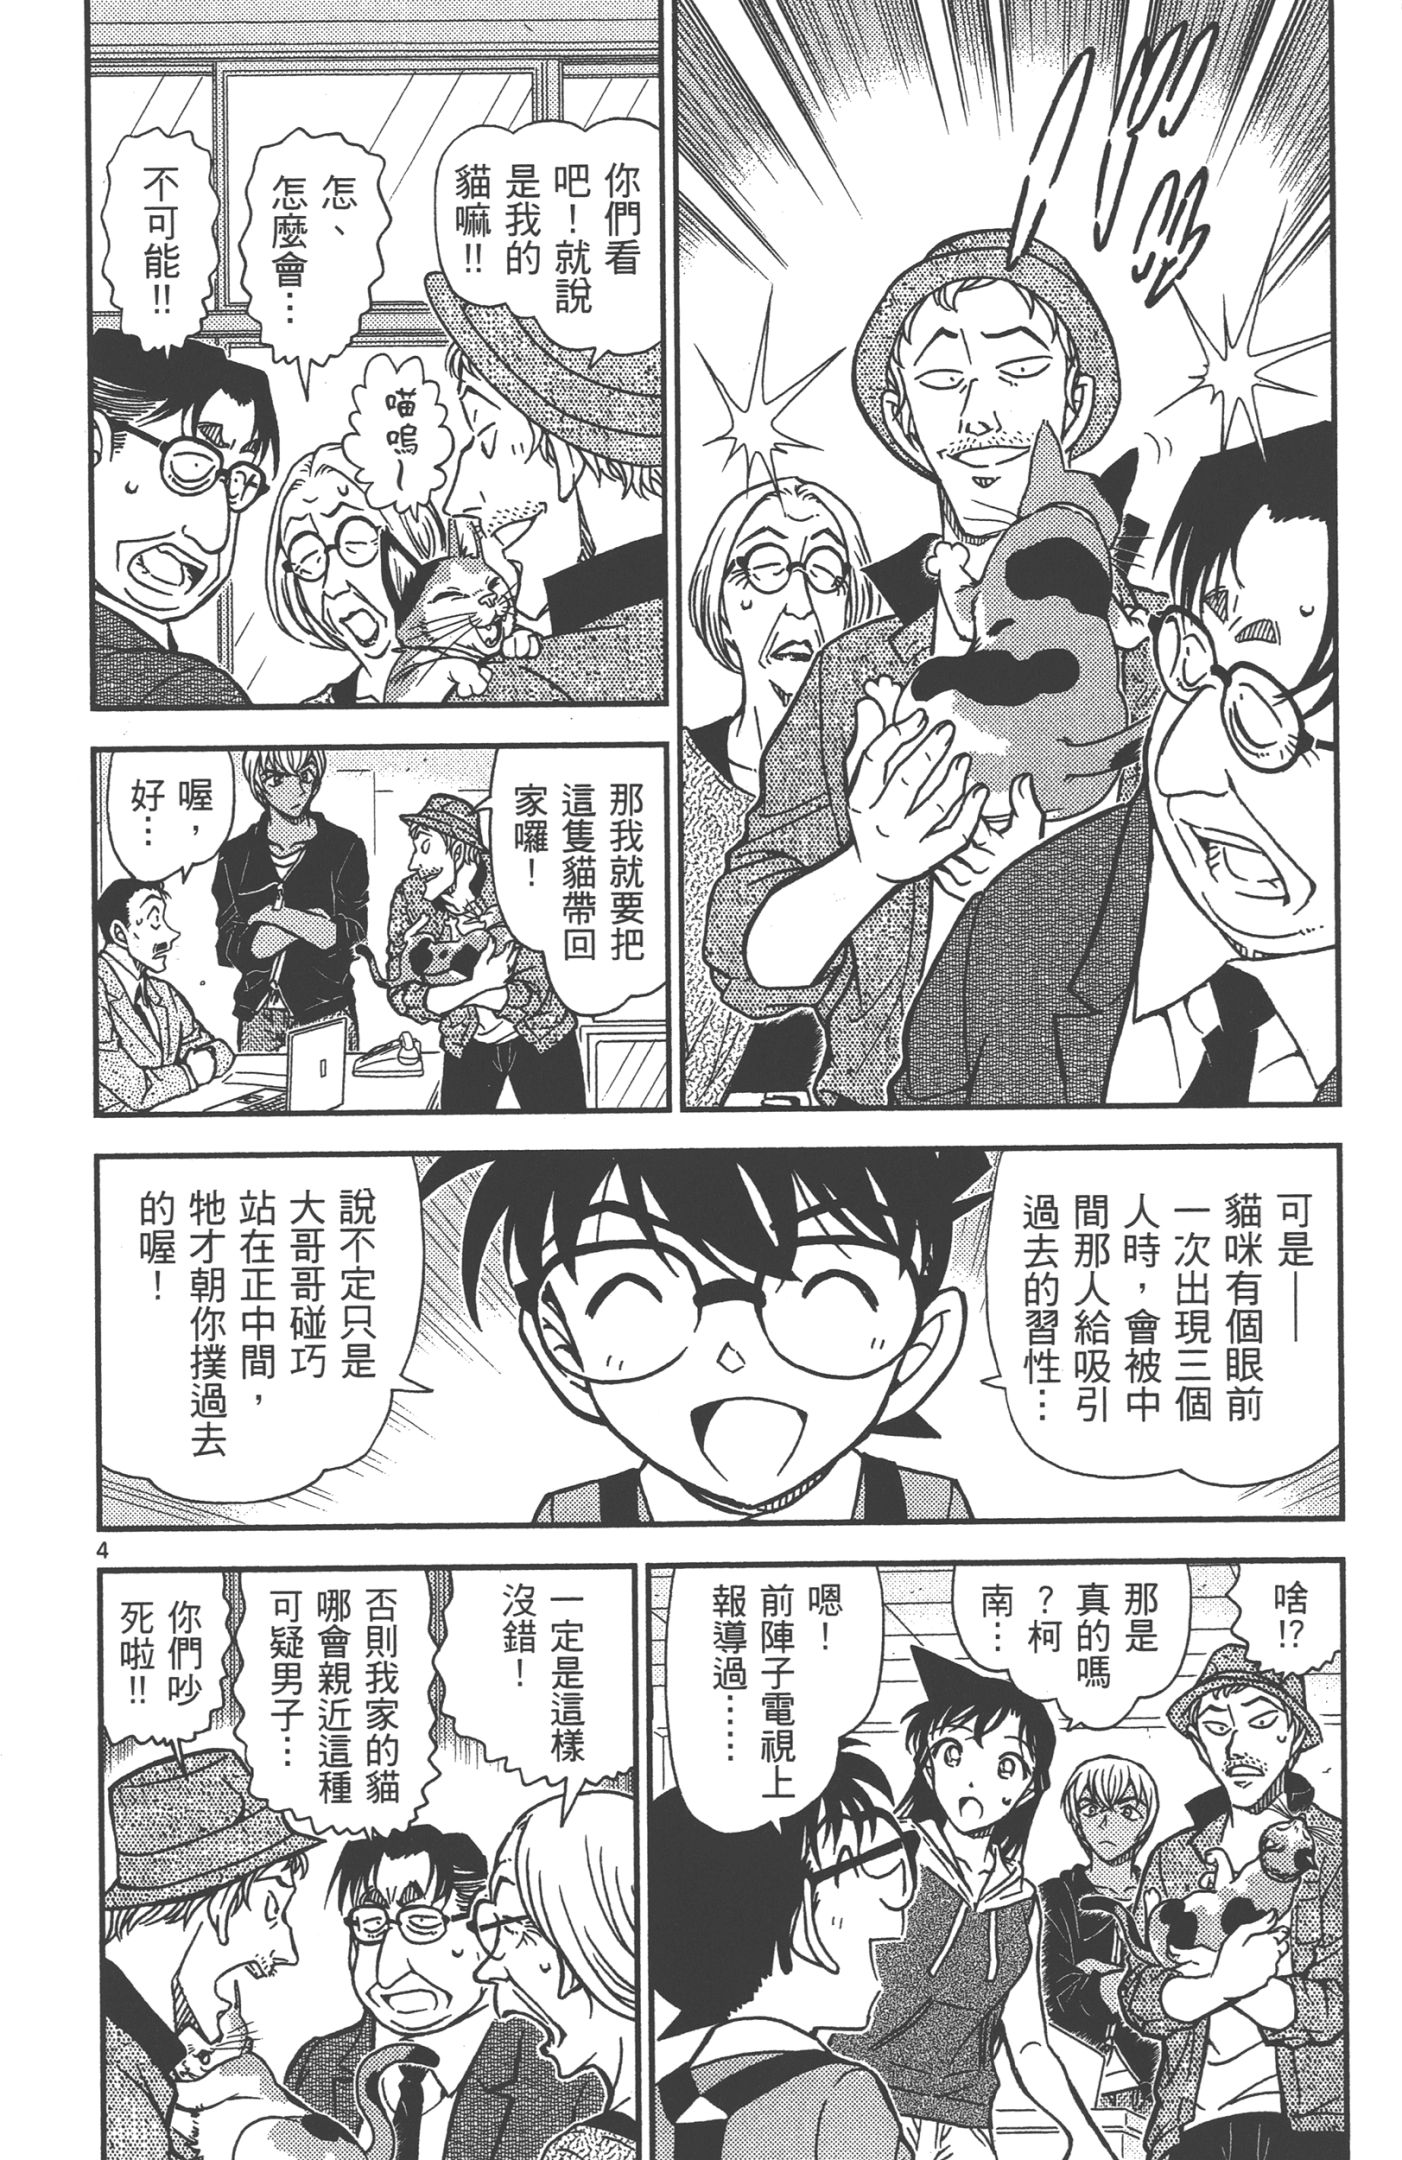 你們看
吧！就說
是我的
貓嘛!!
怎、
怎麼會…
不可能!!
喵嗚~
那我就要把
這隻貓帶回
家囉！
喔，
好…
可是——
貓咪有個眼前
一次出現三個
人時，會被中
間那人給吸引
過去的習性…
說不定只是
大哥哥碰巧
站在正中間，
牠才朝你撲過去
的喔！
4
啥!?
那是
真的嗎
？柯
南…
嗯！
前陣子電視上
報導過……
一定是這樣
沒錯！
否則我家的貓
哪會親近這種
可疑男子…
你們吵
死啦!!